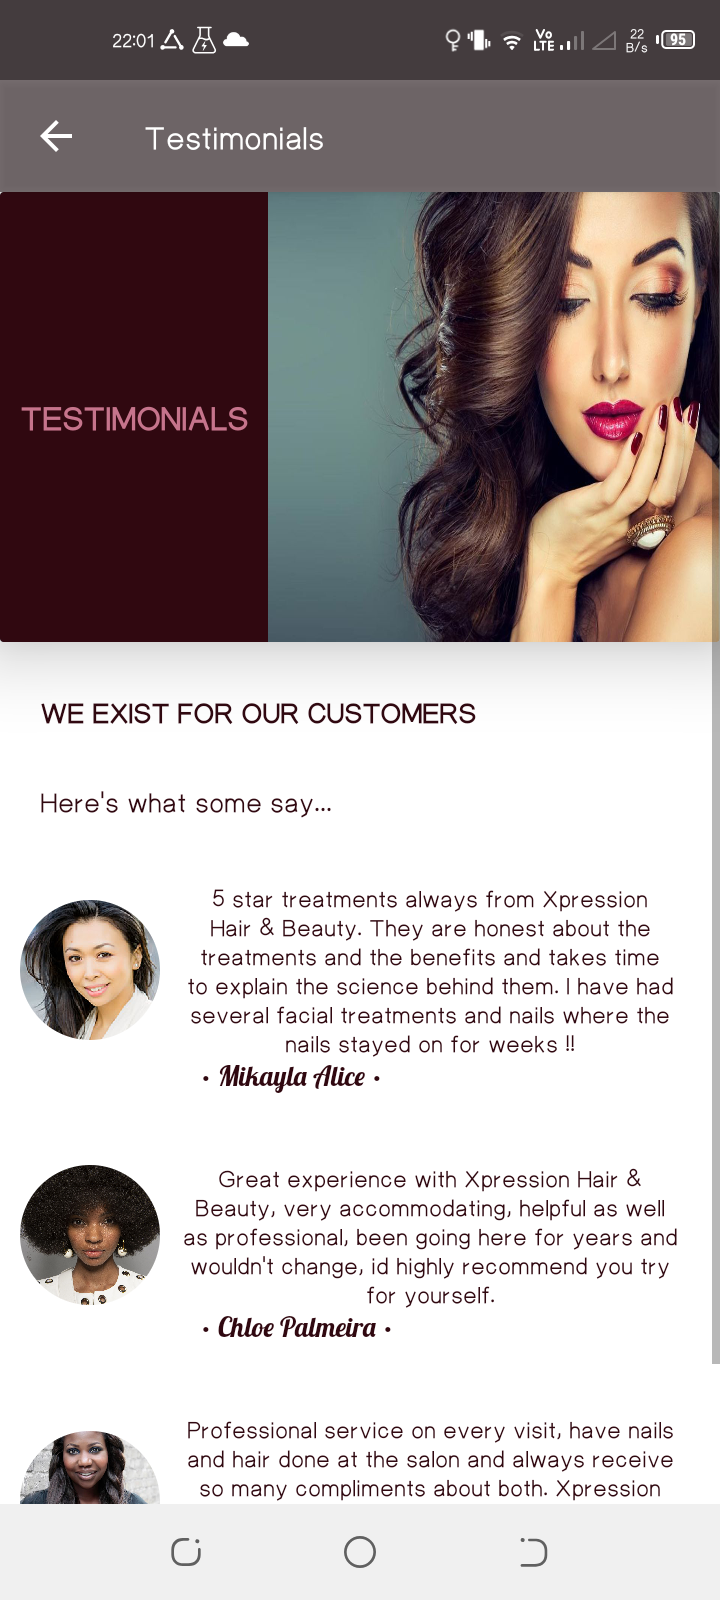 22:01
Vo
LTE
22
B/s
95
Testimonials
TESTIMONIALS
WE EXIST FOR OUR CUSTOMERS
Here's what some say...
5 star treatments always from Xpression
Hair & Beauty. They are honest about the
treatments and the benefits and takes time
to explain the science behind them. I have had
several facial treatments and nails where the
nails stayed on for weeks !!
• Mikayla Alice •
Great experience with Xpression Hair &
Beauty, very accommodating, helpful as well
as professional, been going here for years and
wouldn't change, id highly recommend you try
for yourself.
• Chloe Palmeira •
Professional service on every visit, have nails
and hair done at the salon and always receive
so many compliments about both. Xpression